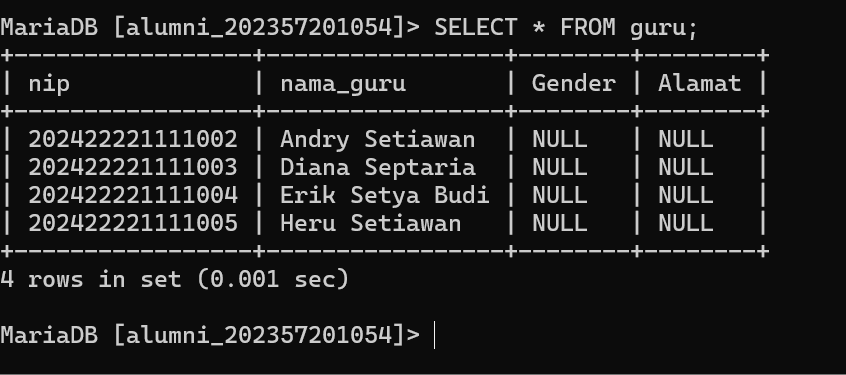 MariaDB [alumni_202357201054]> SELECT * FROM guru;
+-----------------+-----------------+--------+--------+
| nip             | nama_guru       | Gender | Alamat |
+-----------------+-----------------+--------+--------+
| 202422221111002 | Andry Setiawan  | NULL   | NULL   |
| 202422221111003 | Diana Septaria  | NULL   | NULL   |
| 202422221111004 | Erik Setya Budi | NULL   | NULL   |
| 202422221111005 | Heru Setiawan   | NULL   | NULL   |
+-----------------+-----------------+--------+--------+
4 rows in set (0.001 sec)
MariaDB [alumni_202357201054]>